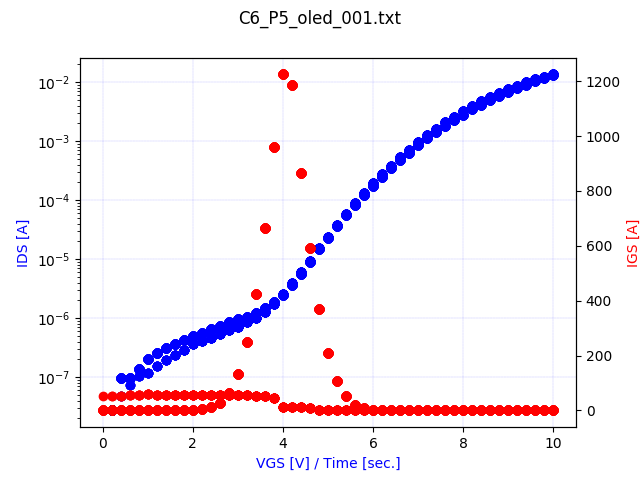 C6_P5_oled_001.txt
10⁻²
10⁻³
10⁻⁴
10⁻⁵
10⁻⁶
10⁻⁷
IDS [A]
1200
1000
800
600
400
200
0
IGS [A]
0 2 4 6 8 10
VGS [V] / Time [sec.]